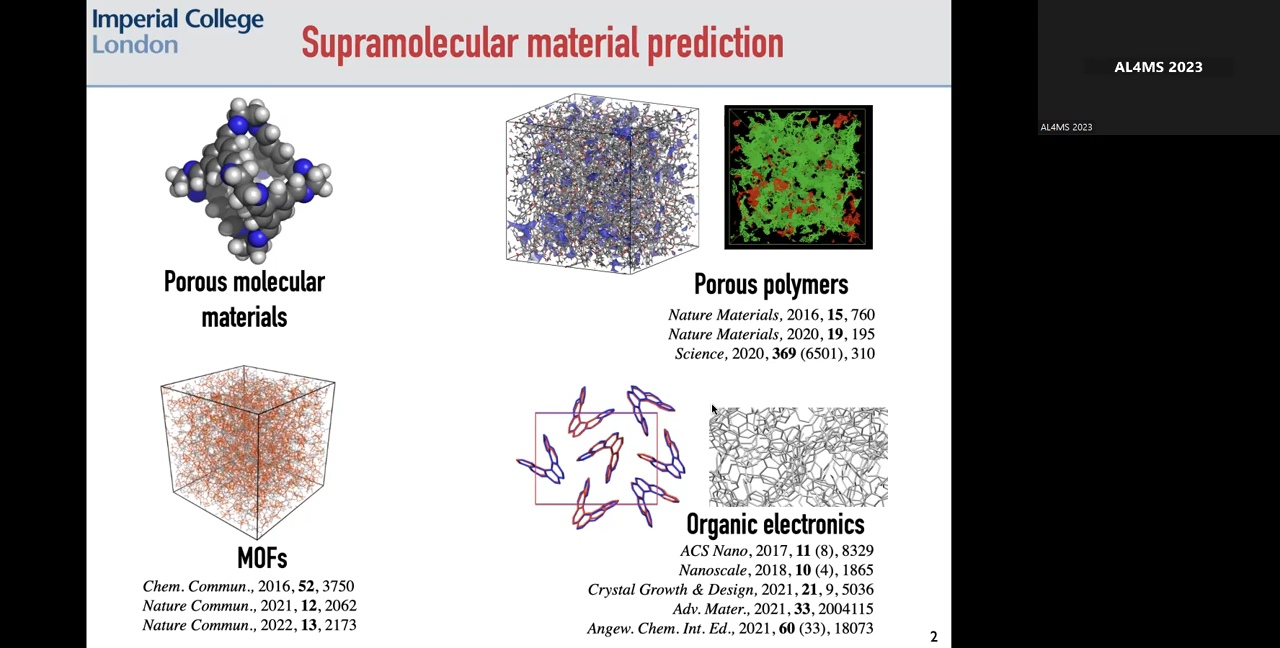 Imperial College
London
Supramolecular material prediction
AL4MS 2023
AL4MS 2023
Porous molecular
materials
Porous polymers
Nature Materials, 2016, 15, 760
Nature Materials, 2020, 19, 195
Science, 2020, 369 (6501), 310
MOFs
Chem. Commun., 2016, 52, 3750
Nature Commun., 2021, 12, 2062
Nature Commun., 2022, 13, 2173
Organic electronics
ACS Nano, 2017, 11 (8), 8329
Nanoscale, 2018, 10 (4), 1865
Crystal Growth & Design, 2021, 21, 9, 5036
Adv. Mater., 2021, 33, 2004115
Angew. Chem. Int. Ed., 2021, 60 (33), 18073
2